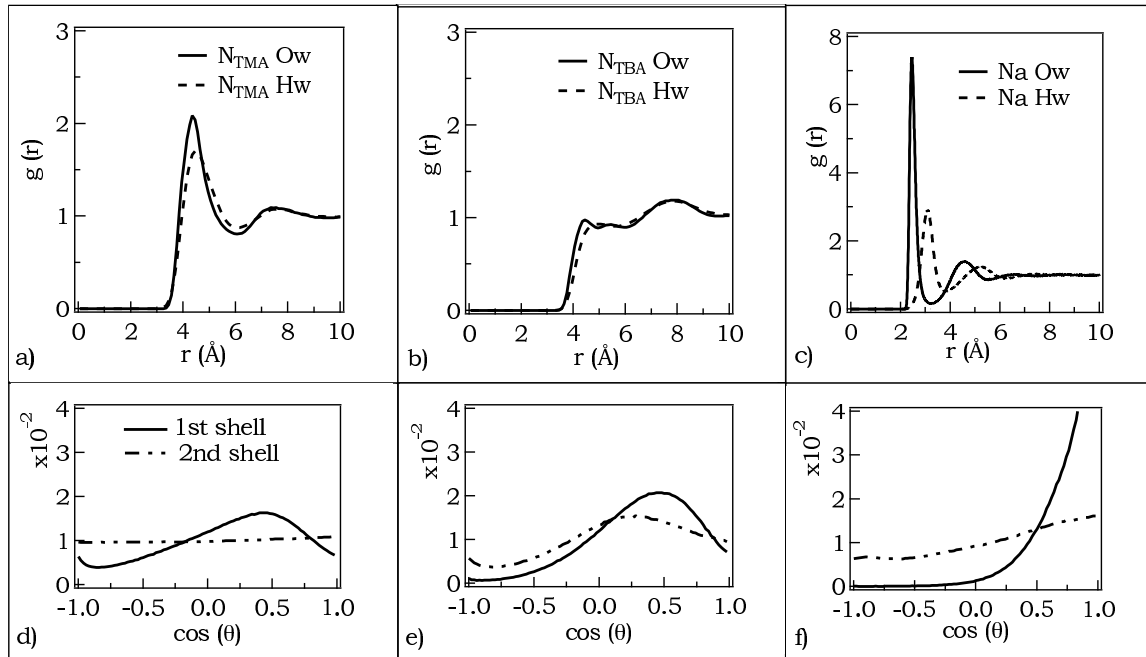 3
2
1
0
g (r)
N_TMA Ow
N_TMA Hw
0 2 4 6 8 10
r (Å)
a)
3
2
1
0
g (r)
N_TBA Ow
N_TBA Hw
0 2 4 6 8 10
r (Å)
b)
8
6
4
2
0
g (r)
Na Ow
Na Hw
0 2 4 6 8 10
r (Å)
c)
4
3
2
1
0
x10^-2
1st shell
2nd shell
-1.0 -0.5 0.0 0.5 1.0
cos (θ)
d)
4
3
2
1
0
x10^-2
-1.0 -0.5 0.0 0.5 1.0
cos (θ)
e)
4
3
2
1
0
x10^-2
-1.0 -0.5 0.0 0.5 1.0
cos (θ)
f)